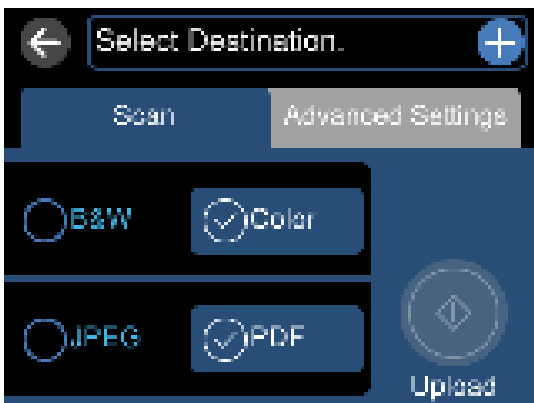 Select Destination.
Scan
Advanced Settings
B&W
Color
JPEG
PDF
Upload